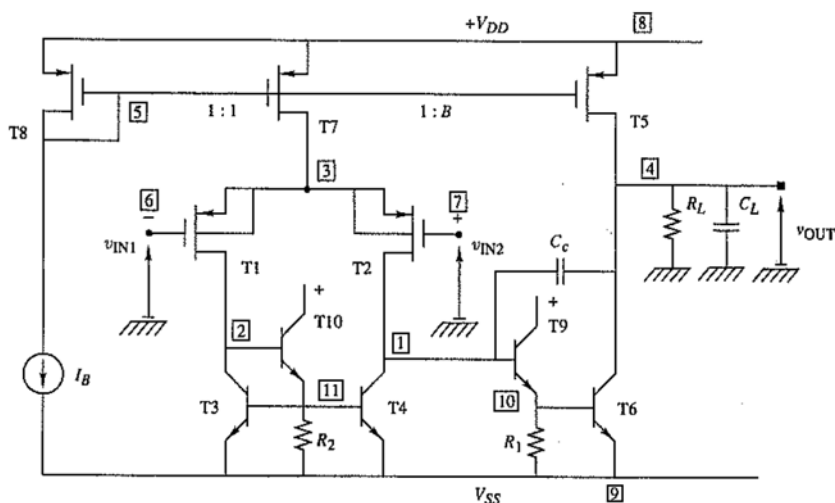 +V_DD
8
T8
5
1 : 1
T7
1 : B
T5
3
4
6
−
7
+
R_L
C_L
v_OUT
v_IN1
T1
T2
v_IN2
C_c
+
T10
+
T9
2
1
I_B
T3
11
T4
10
T6
R_2
R_1
V_SS
9